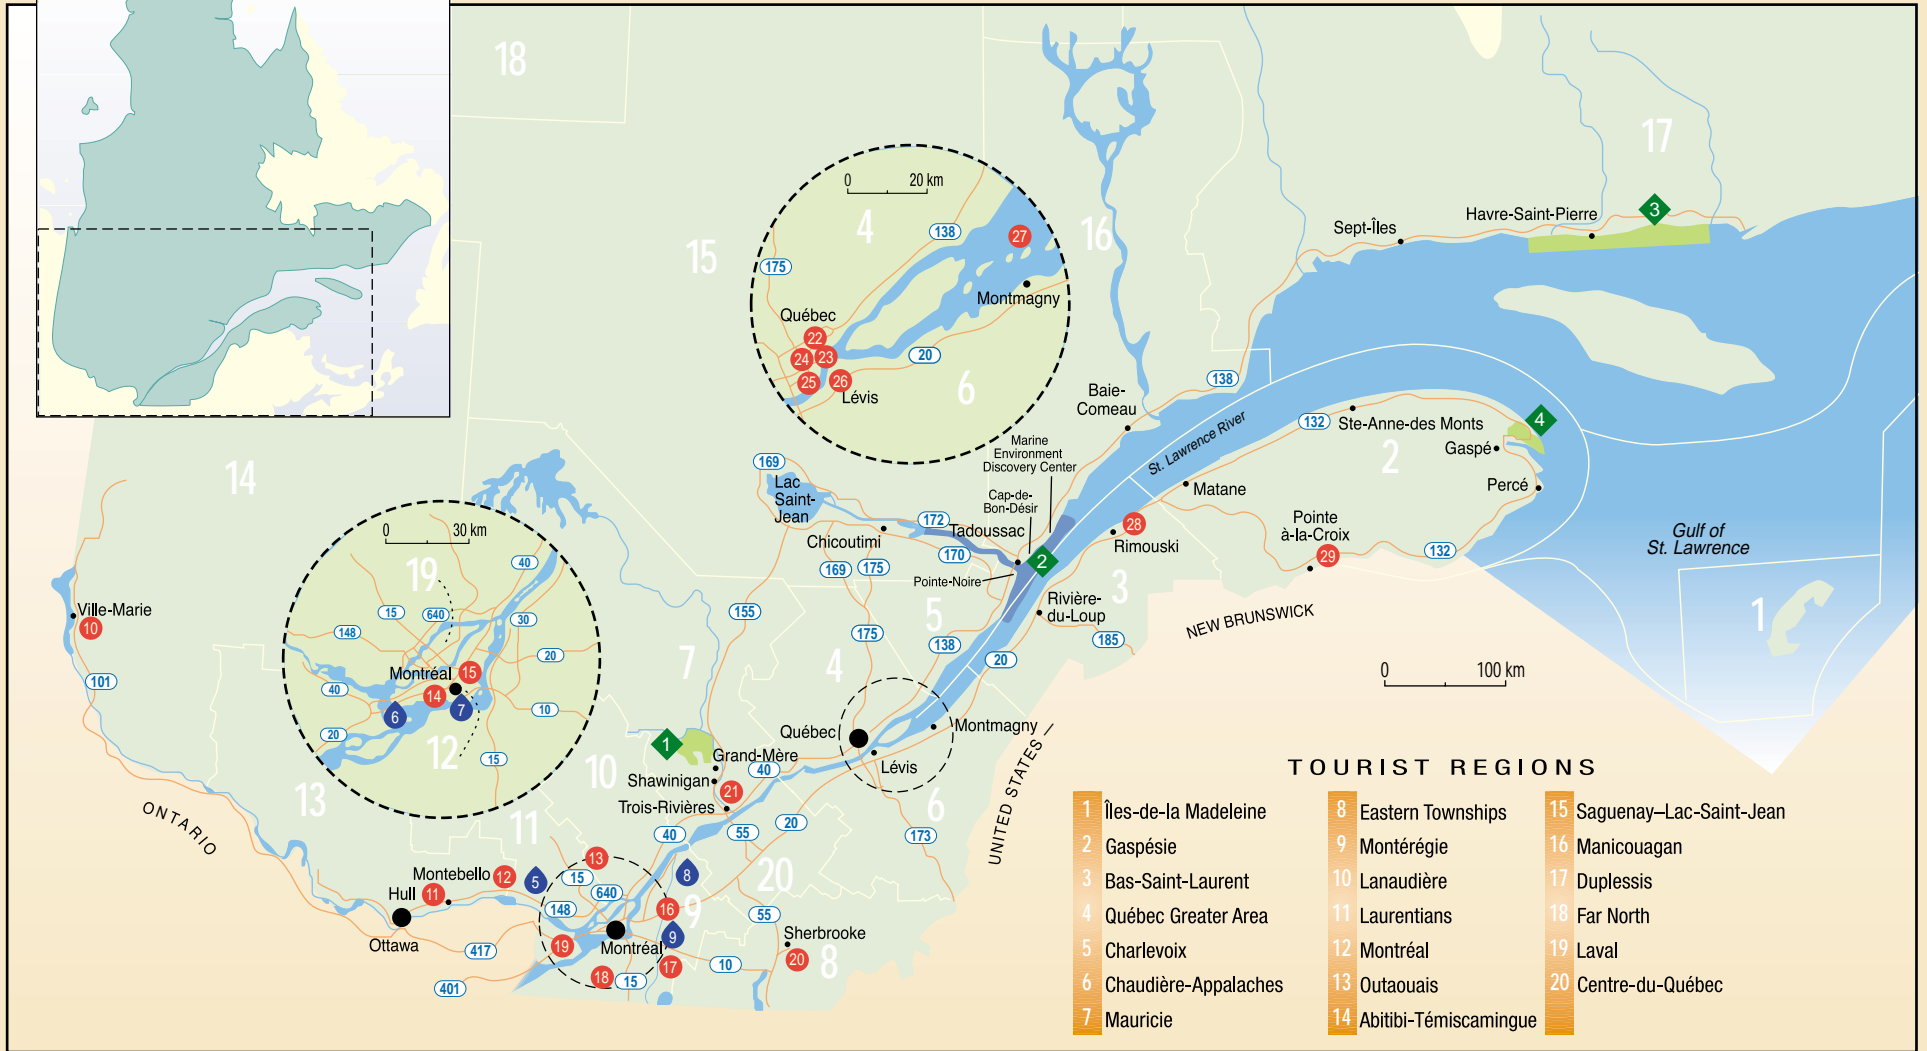 18
17
0 20 km
4
138
27
16
15
175
Montmagny
Québec
22
24 23
20
25 26
Lévis
6
Havre-Saint-Pierre
3
Sept-Îles
138
Baie-
Comeau
St. Lawrence River
132
Ste-Anne-des Monts
4
Gaspé
2
Percé
Marine
Environment
Discovery Center
Cap-de-
Bon-Désir
Matane
14
169
Lac
Saint-
Jean
172
Tadoussac
Chicoutimi
170
28
Rimouski
Pointe
à-la-Croix
29
132
Gulf of
St. Lawrence
169 175
Pointe-Noire
2
3
5
Rivière-
du-Loup
185
NEW BRUNSWICK
1
0 30 km
19
40
15 640 30
148
20
Montréal 15
40
14
6 7
10
20
12
15
Ville-Marie
10
101
155
175
138
20
7
4
0 100 km
Québec
Montmagny
Lévis
1
Grand-Mère
40
Shawinigan
21
Trois-Rivières
10
13
11
6
UNITED STATES
ONTARIO
40
55
20
173
13
Montebello 12
5
15
8
20
Hull 11
640
148
16
9
55
Ottawa
417
19
Montréal
9
Sherbrooke
20
8
17
10
18
15
401
TOURIST REGIONS
1 Îles-de-la Madeleine
2 Gaspésie
3 Bas-Saint-Laurent
4 Québec Greater Area
5 Charlevoix
6 Chaudière-Appalaches
7 Mauricie
8 Eastern Townships
9 Montérégie
10 Lanaudière
11 Laurentians
12 Montréal
13 Outaouais
14 Abitibi-Témiscamingue
15 Saguenay–Lac-Saint-Jean
16 Manicouagan
17 Duplessis
18 Far North
19 Laval
20 Centre-du-Québec